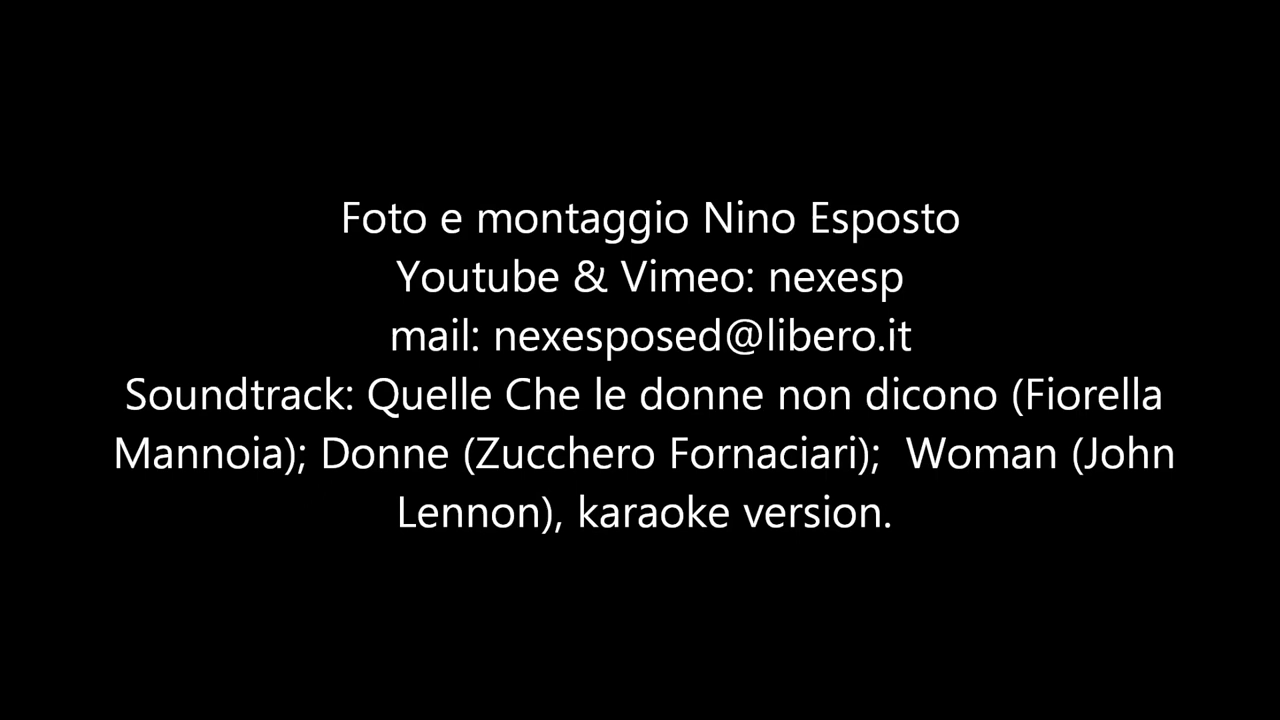 Foto e montaggio Nino Esposto
Youtube & Vimeo: nexesp
mail: nexesposed@libero.it
Soundtrack: Quelle Che le donne non dicono (Fiorella
Mannoia); Donne (Zucchero Fornaciari);  Woman (John
Lennon), karaoke version.